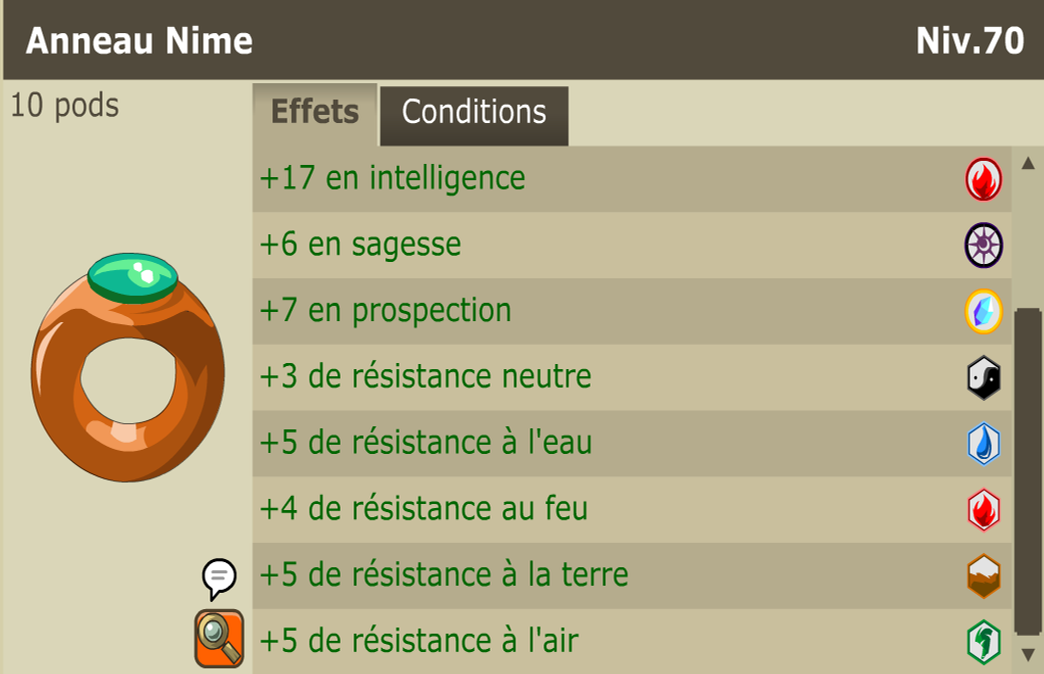 Anneau Nime
Niv.70
10 pods
Effets
Conditions
+17 en intelligence
+6 en sagesse
+7 en prospection
+3 de résistance neutre
+5 de résistance à l'eau
+4 de résistance au feu
+5 de résistance à la terre
+5 de résistance à l'air